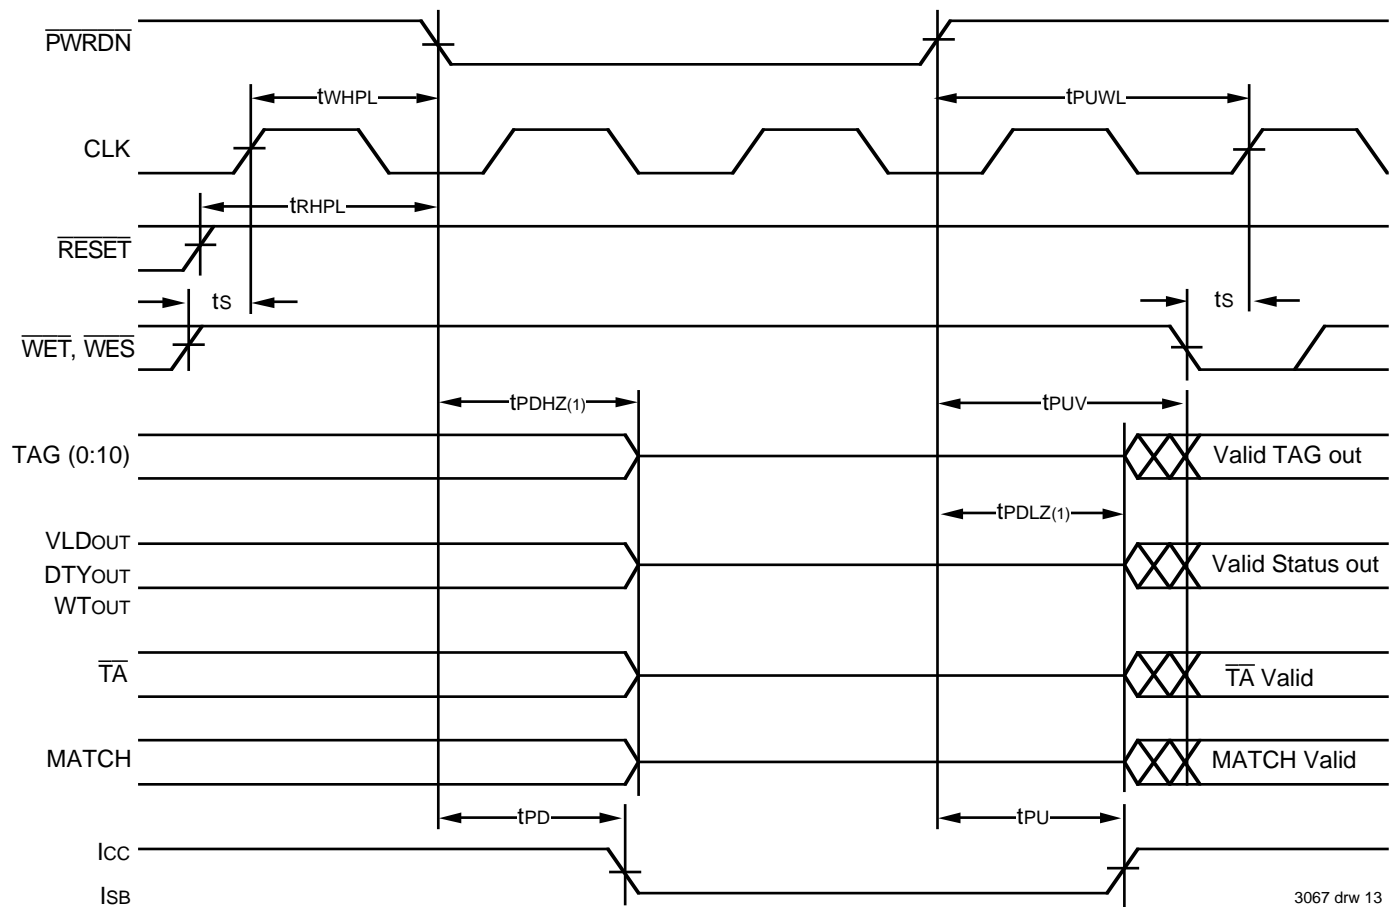 PWRDN
tWHPL
tPUWL
CLK
tRHPL
RESET
tS
tS
WET, WES
tPDHZ(1)
tPUV
TAG (0:10)
Valid TAG out
tPDLZ(1)
VLDOUT
DTYOUT
Valid Status out
WTOUT
TA
TA Valid
MATCH
MATCH Valid
tPD
tPU
ICC
ISB
3067 drw 13